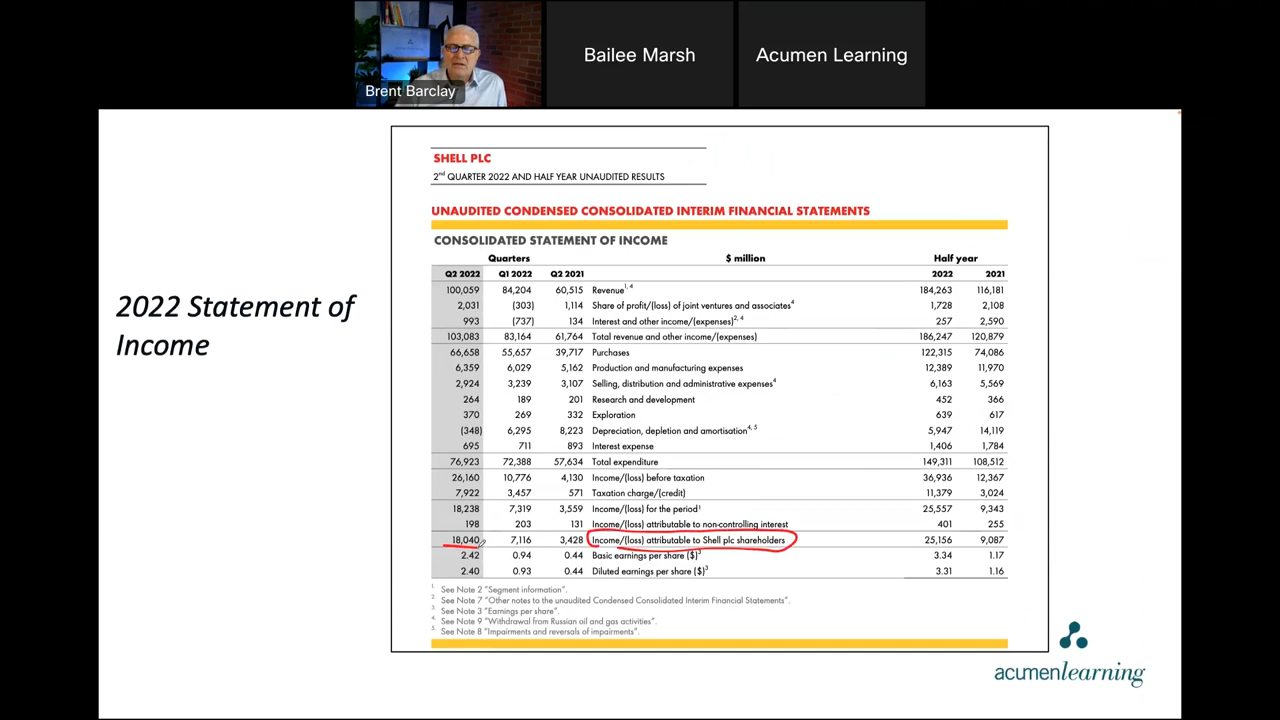 Brent Barclay
Bailee Marsh
Acumen Learning
2022 Statement of
Income
SHELL PLC
2nd QUARTER 2022 AND HALF YEAR UNAUDITED RESULTS
UNAUDITED CONDENSED CONSOLIDATED INTERIM FINANCIAL STATEMENTS
CONSOLIDATED STATEMENT OF INCOME
Quarters $ million Half year
Q2 2022 Q1 2022 Q2 2021 2022 2021
100,059 84,204 60,515 Revenue1, 4 184,263 116,181
2,031 (303) 1,114 Share of profit/(loss) of joint ventures and associates4 1,728 2,108
993 (737) 134 Interest and other income/(expenses)2, 4 257 2,590
103,083 83,164 61,764 Total revenue and other income/(expenses) 186,247 120,879
66,658 55,657 39,717 Purchases 122,315 74,086
6,359 6,029 5,162 Production and manufacturing expenses 12,389 11,970
2,924 3,239 3,107 Selling, distribution and administrative expenses4 6,163 5,569
264 189 201 Research and development 452 366
370 269 332 Exploration 639 617
(348) 6,295 8,223 Depreciation, depletion and amortisation4, 5 5,947 14,119
695 711 893 Interest expense 1,406 1,784
76,923 72,388 57,634 Total expenditure 149,311 108,512
26,160 10,776 4,130 Income/(loss) before taxation 36,936 12,367
7,922 3,457 571 Taxation charge/(credit) 11,379 3,024
18,238 7,319 3,559 Income/(loss) for the period1 25,557 9,343
198 203 131 Income/(loss) attributable to non-controlling interest 401 255
18,040 7,116 3,428 Income/(loss) attributable to Shell plc shareholders 25,156 9,087
2.42 0.94 0.44 Basic earnings per share ($)3 3.34 1.17
2.40 0.93 0.44 Diluted earnings per share ($)3 3.31 1.16
1. See Note 2 "Segment information".
2. See Note 7 "Other notes to the unaudited Condensed Consolidated Interim Financial Statements".
3. See Note 3 "Earnings per share".
4. See Note 9 "Withdrawal from Russian oil and gas activities".
5. See Note 8 "Impairments and reversals of impairments".
acumenlearning